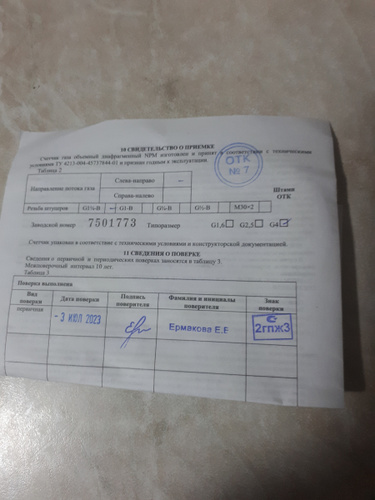 10 СВИДЕТЕЛЬСТВО О ПРИЕМКЕ
Счетчик газа объемный диафрагменный NPM изготовлен и принят в соответствии с техническими
условиями ТУ 4213-004-45737844-01 и признан годным к эксплуатации.
Таблица 2
ОТК
№ 7
Направление потока газа
Слева-направо —
Справа-налево
Штамп
ОТК
Резьба штуцеров G1¼-B — G1-B G¾-B G½-B M30×2
Заводской номер 7501773 Типоразмер G1,6 G2,5 G4
Счетчик упакован в соответствии с техническими условиями и конструкторской документацией.
11 СВЕДЕНИЯ О ПОВЕРКЕ
Сведения о первичной и периодических поверках заносятся в таблицу 3.
Межповерочный интервал 10 лет.
Таблица 3
Поверка выполнена
Вид поверки Дата поверки Подпись поверителя Фамилия и инициалы поверителя Знак поверки
первичная - 3 ИЮЛ 2023 Ермакова Е.Е 2гпж3